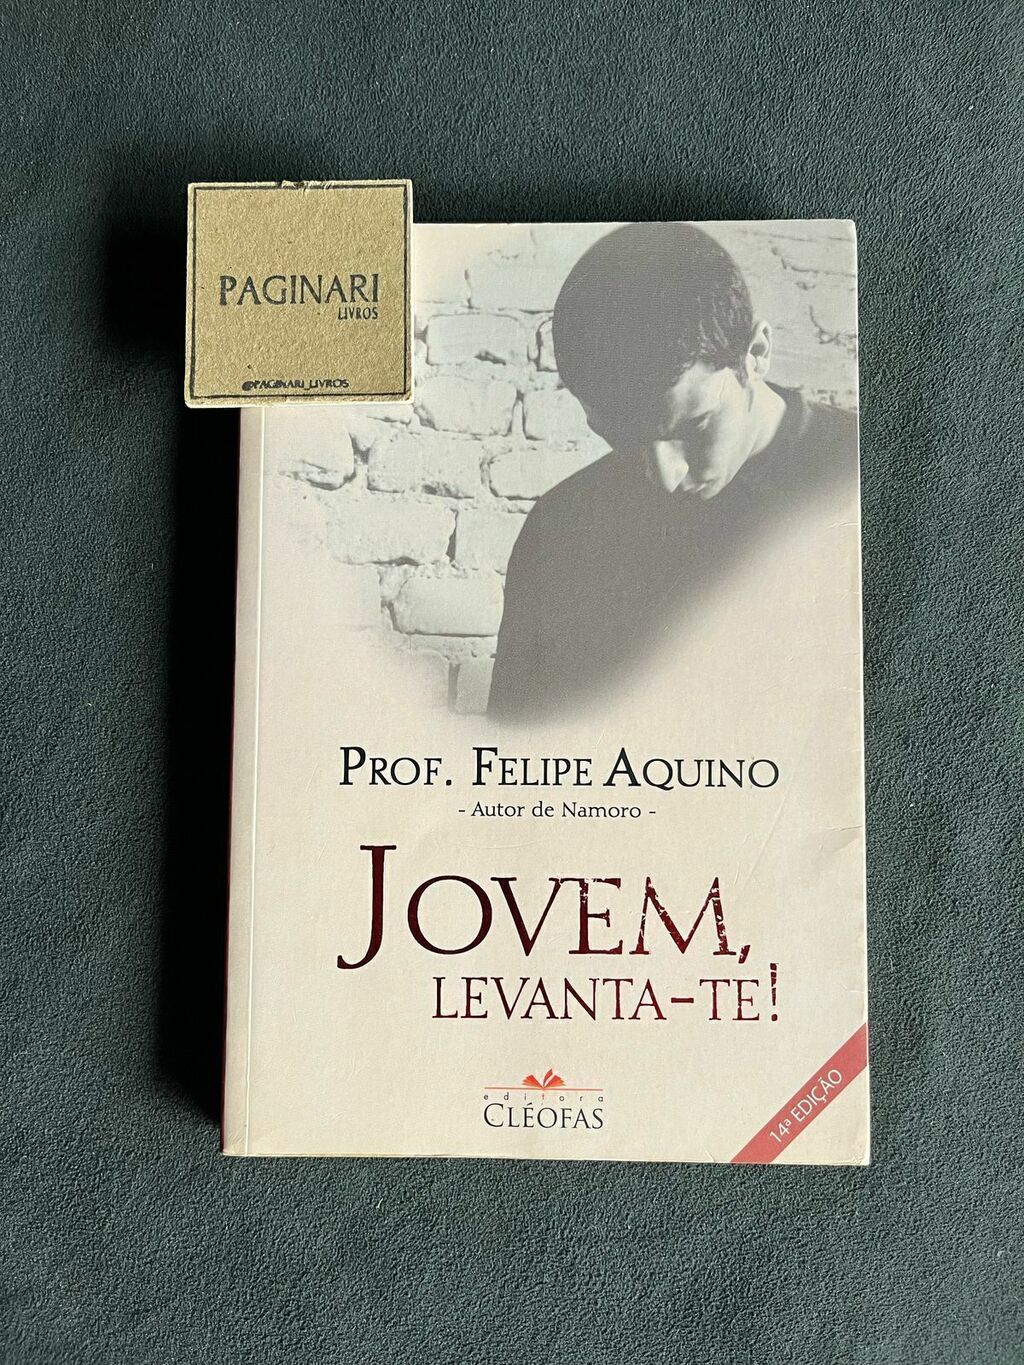 PAGINARI
LIVROS
@PAGINARI_LIVROS
PROF. FELIPE AQUINO
- Autor de Namoro -
JOVEM,
LEVANTA-TE!
editora
CLÉOFAS
14ª EDIÇÃO